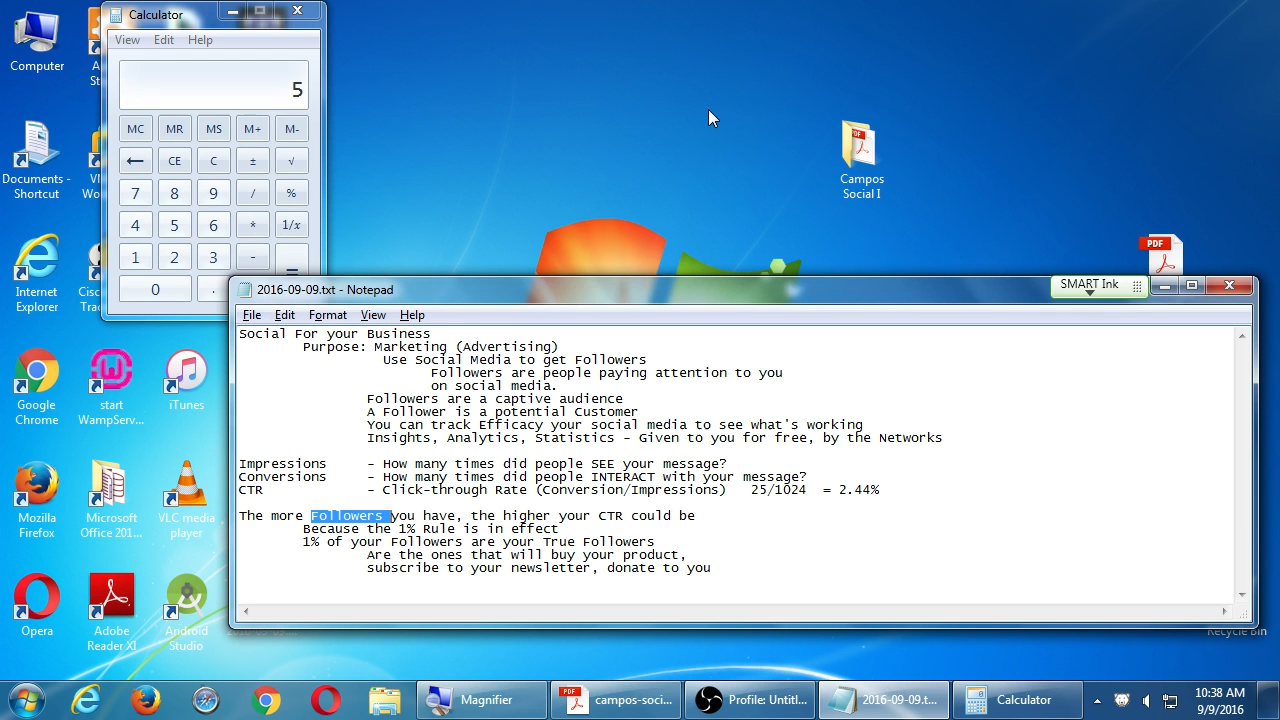 Calculator
View Edit Help
5
MC MR MS M+ M-
← CE C ± √
7 8 9 / %
4 5 6 * 1/x
1 2 3 - =
0 .
Computer
Documents - Shortcut
Internet Explorer
Google Chrome
start WampServ...
iTunes
Mozilla Firefox
Microsoft Office 201...
VLC media player
Opera
Adobe Reader XI
Android Studio
PDF
Campos Social I
PDF
Recycle Bin
2016-09-09.txt - Notepad
SMART Ink
File Edit Format View Help
Social For your Business
Purpose: Marketing (Advertising)
Use Social Media to get Followers
Followers are people paying attention to you
on social media.
Followers are a captive audience
A Follower is a potential Customer
You can track Efficacy your social media to see what's working
Insights, Analytics, Statistics - Given to you for free, by the Networks
Impressions - How many times did people SEE your message?
Conversions - How many times did people INTERACT with your message?
CTR - Click-through Rate (Conversion/Impressions) 25/1024 = 2.44%
The more Followers you have, the higher your CTR could be
Because the 1% Rule is in effect
1% of your Followers are your True Followers
Are the ones that will buy your product,
subscribe to your newsletter, donate to you
Magnifier
PDF campos-soci...
Profile: Untitl...
2016-09-09.t...
Calculator
10:38 AM
9/9/2016